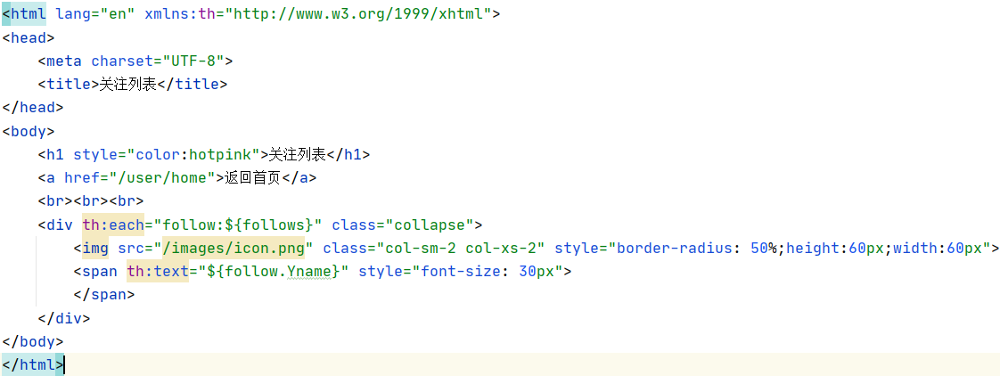 <html lang="en" xmlns:th="http://www.w3.org/1999/xhtml">
<head>
    <meta charset="UTF-8">
    <title>关注列表</title>
</head>
<body>
    <h1 style="color:hotpink">关注列表</h1>
    <a href="/user/home">返回首页</a>
    <br><br><br>
    <div th:each="follow:${follows}" class="collapse">
        <img src="/images/icon.png" class="col-sm-2 col-xs-2" style="border-radius: 50%;height:60px;width:60px">
        <span th:text="${follow.Yname}" style="font-size: 30px">
        </span>
    </div>
</body>
</html>